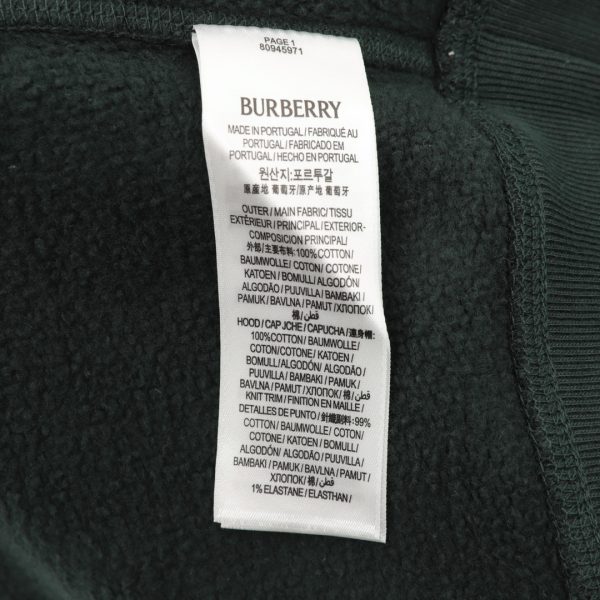 PAGE 1
80945971
BURBERRY
MADE IN PORTUGAL / FABRIQUÉ AU
PORTUGAL / FABRICADO EM
PORTUGAL / HECHO EN PORTUGAL
원산지:포르투갈
原產地 葡萄牙/原产地 葡萄牙
OUTER / MAIN FABRIC / TISSU
EXTÉRIEUR / PRINCIPAL / EXTERIOR-
COMPOSICION PRINCIPAL/
外部/主要布料: 100% COTTON /
BAUMWOLLE / COTON / COTONE /
KATOEN / BOMULL / ALGODÓN /
ALGODÃO / PUUVILLA / BAMBAKI /
PAMUK / BAVLNA / PAMUT / ХЛОПОК/
棉/ قطن /
HOOD / CAP JCHE / CAPUCHA / 連身帽:
100%COTTON / BAUMWOLLE /
COTON/COTONE / KATOEN /
BOMULL/ALGODÓN/ ALGODÃO /
PUUVILLA / BAMBAKI / PAMUK /
BAVLNA / PAMUT / ХЛОПОК / 棉/ قطن /
KNIT TRIM / FINITION EN MAILLE /
DETALLES DE PUNTO / 針織副料: 99%
COTTON / BAUMWOLLE / COTON /
COTONE / KATOEN / BOMULL /
ALGODÓN / ALGODÃO / PUUVILLA /
BAMBAKI / PAMUK / BAVLNA / PAMUT /
ХЛОПОК / 棉/ قطن /
1% ELASTANE / ELASTHAN /